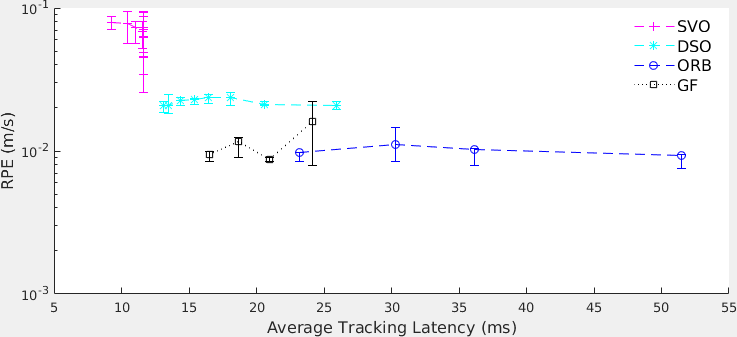 10^-1
10^-2
10^-3
RPE (m/s)
SVO
DSO
ORB
GF
5 10 15 20 25 30 35 40 45 50 55
Average Tracking Latency (ms)